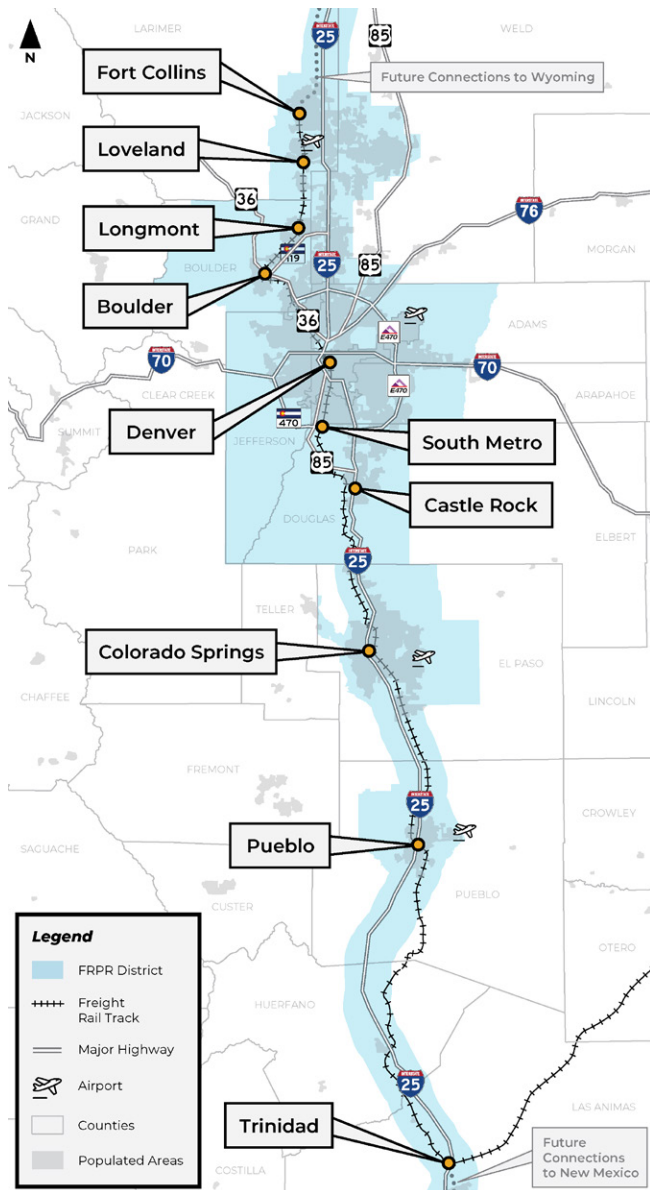 LARIMER
25
85
WELD
N
Fort Collins
Future Connections to Wyoming
JACKSON
Loveland
36
85
76
GRAND
Longmont
MORGAN
119
25
85
BOULDER
Boulder
36
E470
ADAMS
70
70
CLEAR CREEK
E470
ARAPAHOE
Denver
470
SUMMIT
JEFFERSON
South Metro
85
Castle Rock
DOUGLAS
ELBERT
PARK
25
TELLER
Colorado Springs
EL PASO
CHAFFEE
LINCOLN
FREMONT
25
CROWLEY
Pueblo
SAGUACHE
PUEBLO
CUSTER
Legend
FRPR District
Freight
Rail Track
Major Highway
Airport
Counties
Populated Areas
OTERO
HUERFANO
25
LAS ANIMAS
Trinidad
Future
Connections
to New Mexico
COSTILLA